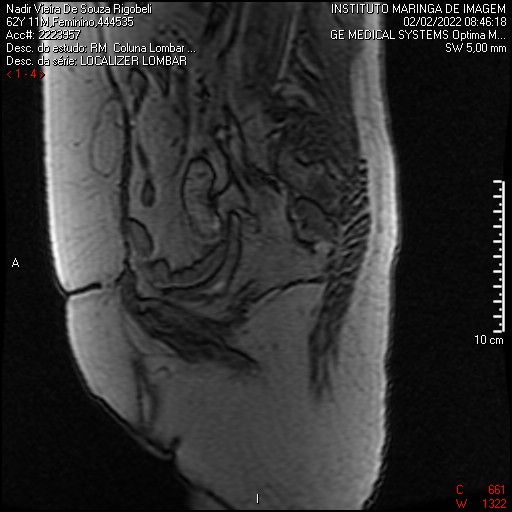 Nadir Vieira De Souza Rigobeli
62Y 11M,Feminino,444535
Acc#: 2223957
Desc. do estudo: RM Coluna Lombar ...
Desc. da série: LOCALIZER LOMBAR
< 1 - 4 >
INSTITUTO MARINGA DE IMAGEM
02/02/2022 08:46:18
GE MEDICAL SYSTEMS Optima M...
SW 5,00 mm
A
10 cm
I
C 661
W 1322